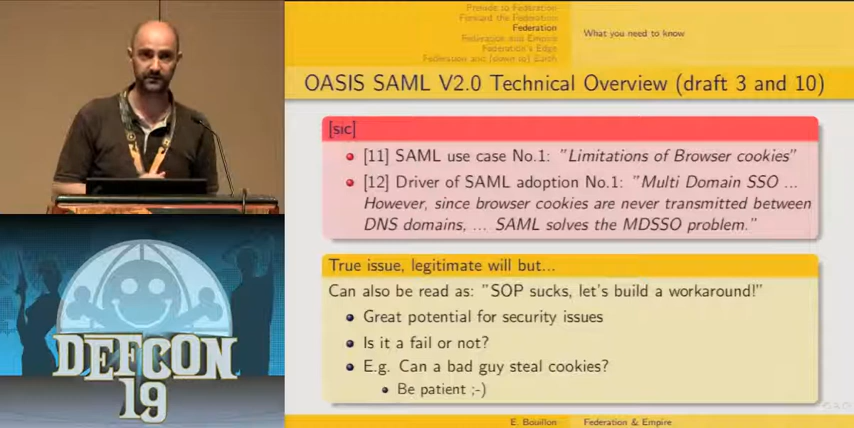 Prelude to Federation
Forward the Federation
Federation
Federation and Empire
Federation's Edge
Federation and [down to] Earth
What you need to know
OASIS SAML V2.0 Technical Overview (draft 3 and 10)
[sic]
[11] SAML use case No.1: "Limitations of Browser cookies"
[12] Driver of SAML adoption No.1: "Multi Domain SSO ...
However, since browser cookies are never transmitted between
DNS domains, ... SAML solves the MDSSO problem."
True issue, legitimate will but...
Can also be read as: "SOP sucks, let's build a workaround!"
Great potential for security issues
Is it a fail or not?
E.g. Can a bad guy steal cookies?
Be patient ;-)
E. Bouillon
Federation & Empire
DEFCON
19